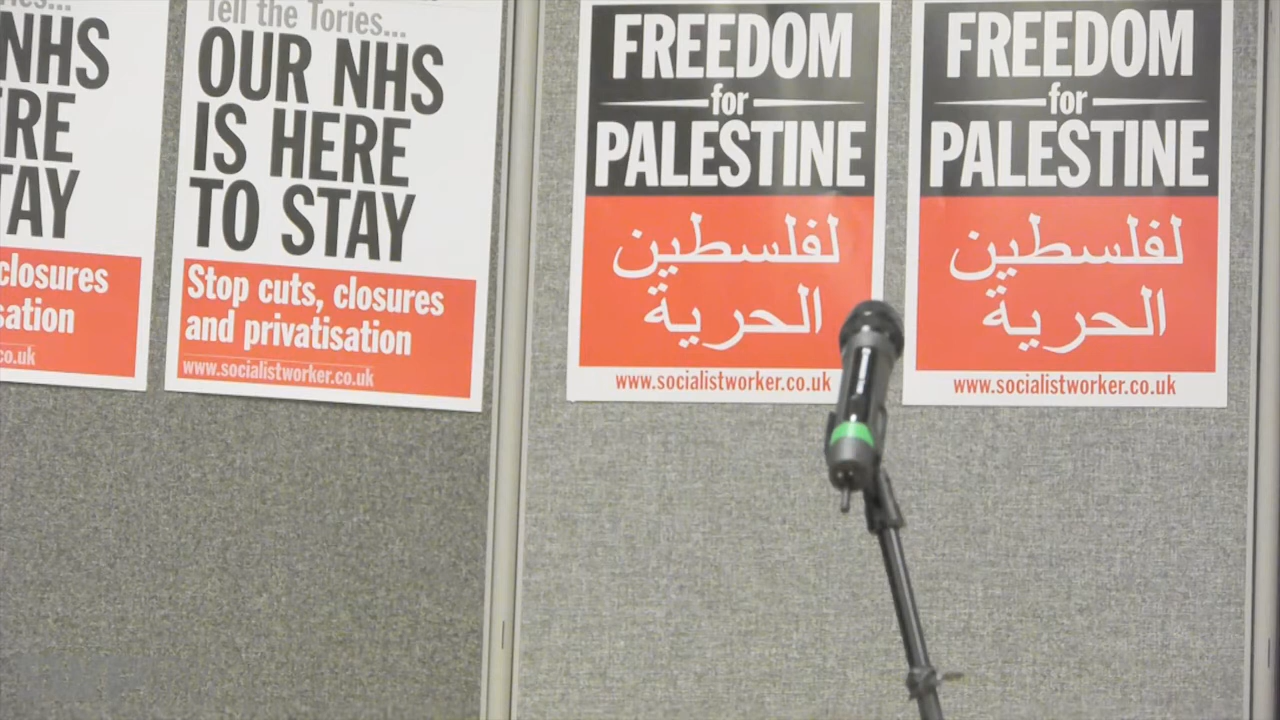 NHS
RE
TAY
closures
sation
co.uk
Tell the Tories...
OUR NHS
IS HERE
TO STAY
Stop cuts, closures
and privatisation
www.socialistworker.co.uk
FREEDOM
for
PALESTINE
لفلسطين
الحرية
www.socialistworker.co.uk
FREEDOM
for
PALESTINE
لفلسطين
الحرية
www.socialistworker.co.uk